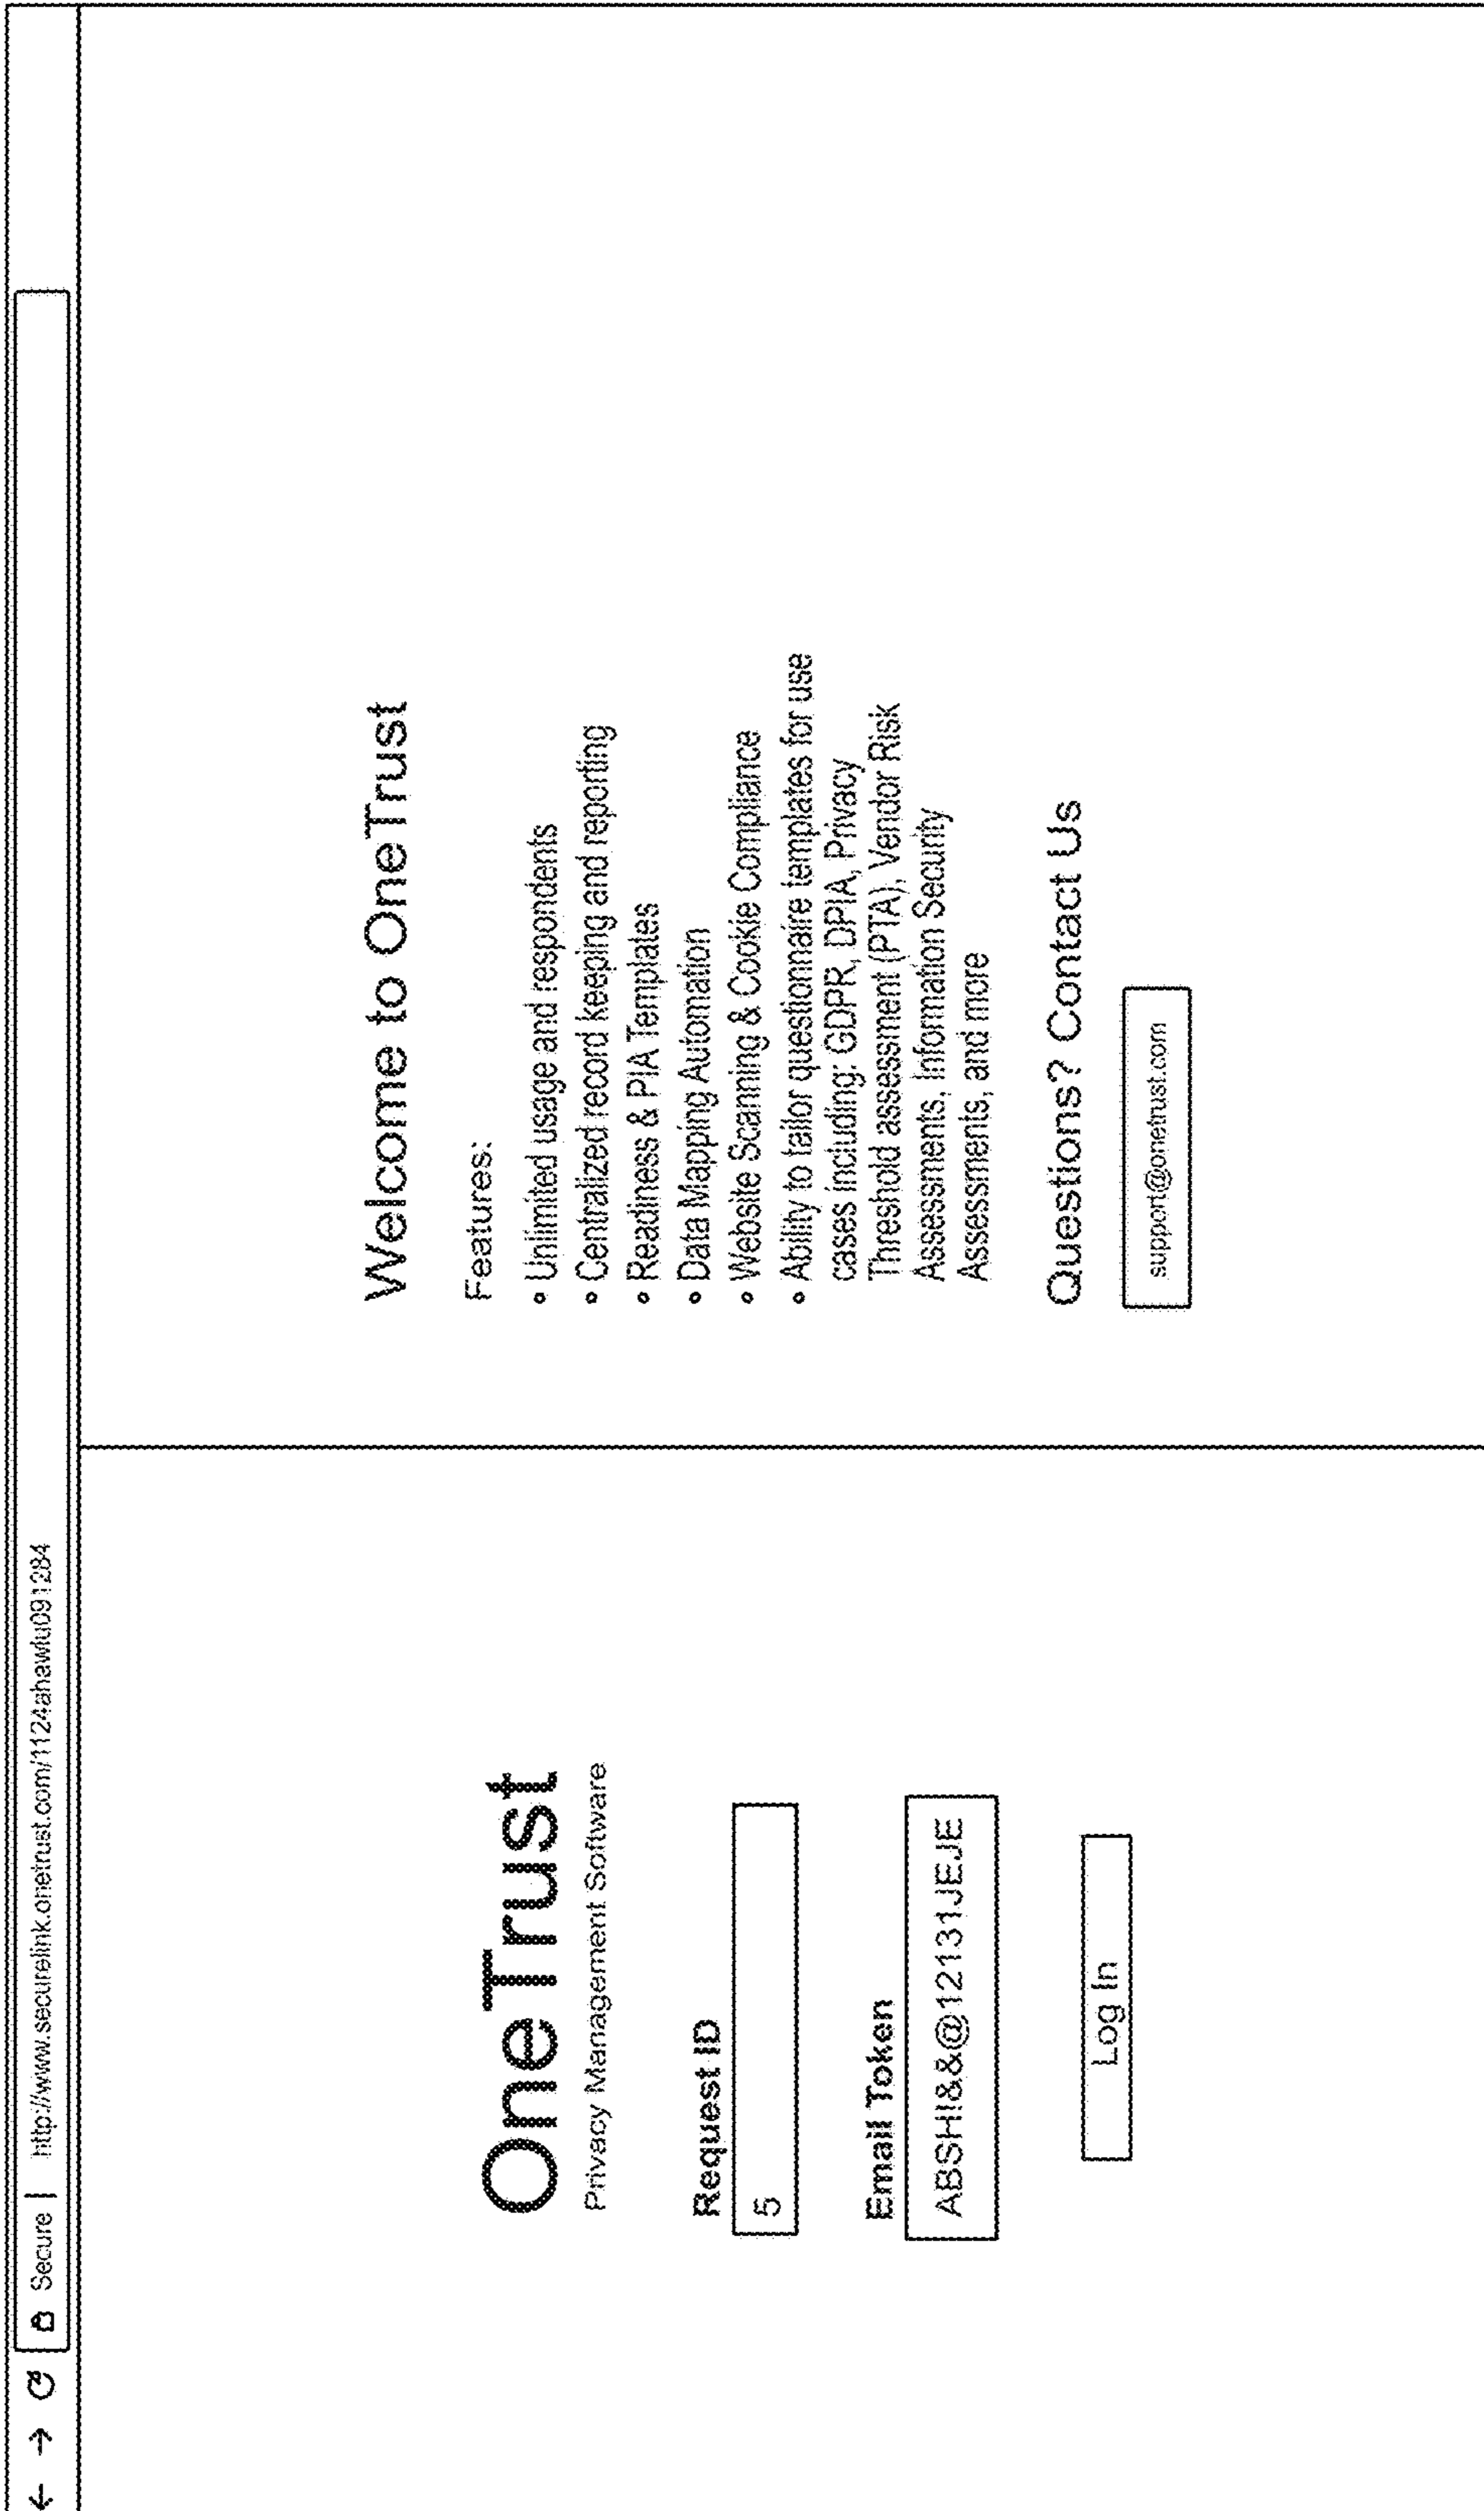 Secure | http://www.securelink.onetrust.com/1124ahawlu091284
OneTrust
Privacy Management Software
Request ID
5
Email Token
ABSHI&&@12131JEJE
Log In
Welcome to OneTrust
Features:
• Unlimited usage and respondents
• Centralized record keeping and reporting
• Readiness & PIA Templates
• Data Mapping Automation
• Website Scanning & Cookie Compliance
• Ability to tailor questionnaire templates for use
cases including: GDPR, DPIA, Privacy
Threshold assessment (PTA), Vendor Risk
Assessments, Information Security
Assessments, and more
Questions? Contact Us
support@onetrust.com